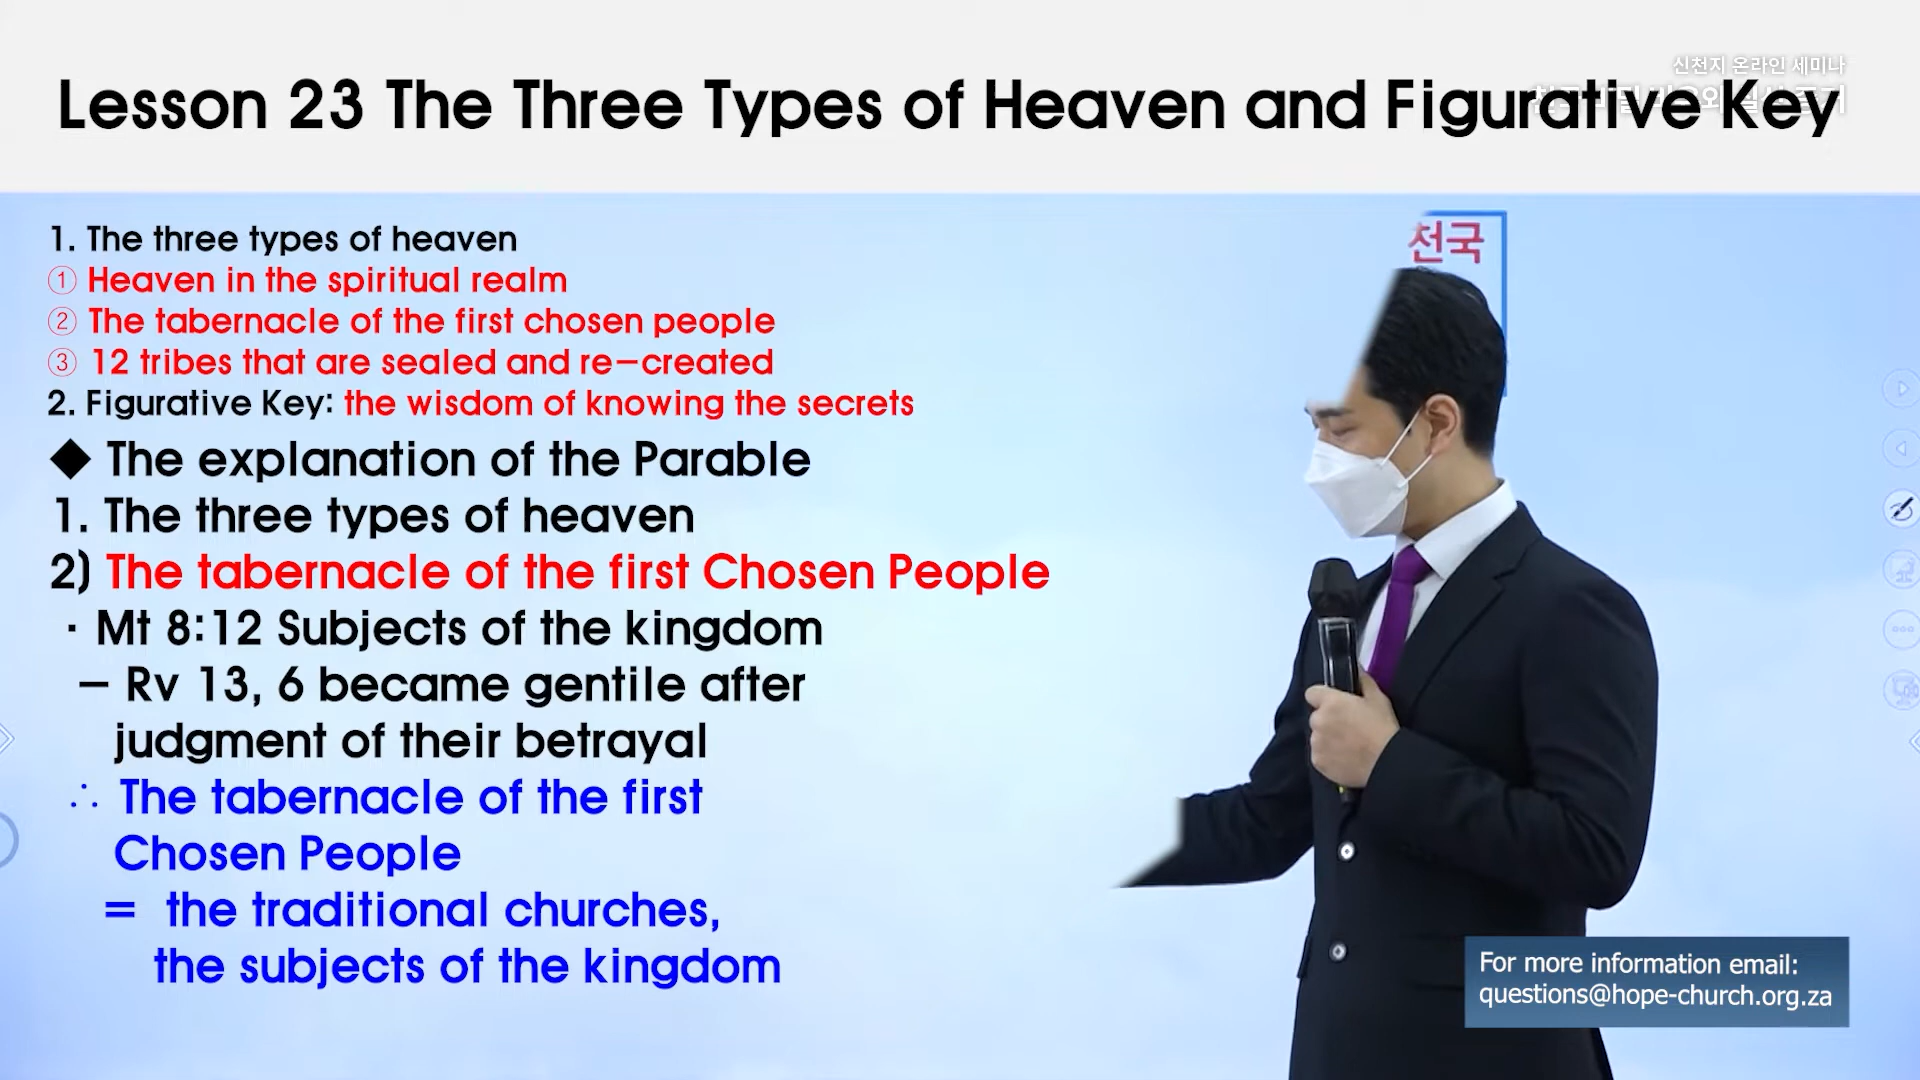 신천지 온라인 세미나
Lesson 23 The Three Types of Heaven and Figurative Key
1. The three types of heaven
① Heaven in the spiritual realm
② The tabernacle of the first chosen people
③ 12 tribes that are sealed and re-created
2. Figurative Key: the wisdom of knowing the secrets
◆ The explanation of the Parable
1. The three types of heaven
2) The tabernacle of the first Chosen People
· Mt 8:12 Subjects of the kingdom
- Rv 13, 6 became gentile after
judgment of their betrayal
∴ The tabernacle of the first
Chosen People
= the traditional churches,
the subjects of the kingdom
천국
For more information email:
questions@hope-church.org.za